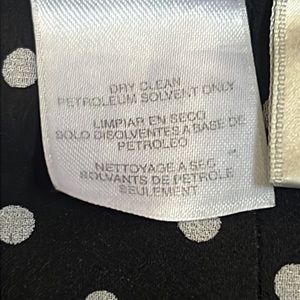 DRY CLEAN
PETROLEUM SOLVENT ONLY
LIMPIAR EN SECO
SOLO DISOLVENTES A BASE DE
PETROLEO
NETTOYAGE A SEC
SOLVANTS DE PETROLE
SEULEMENT